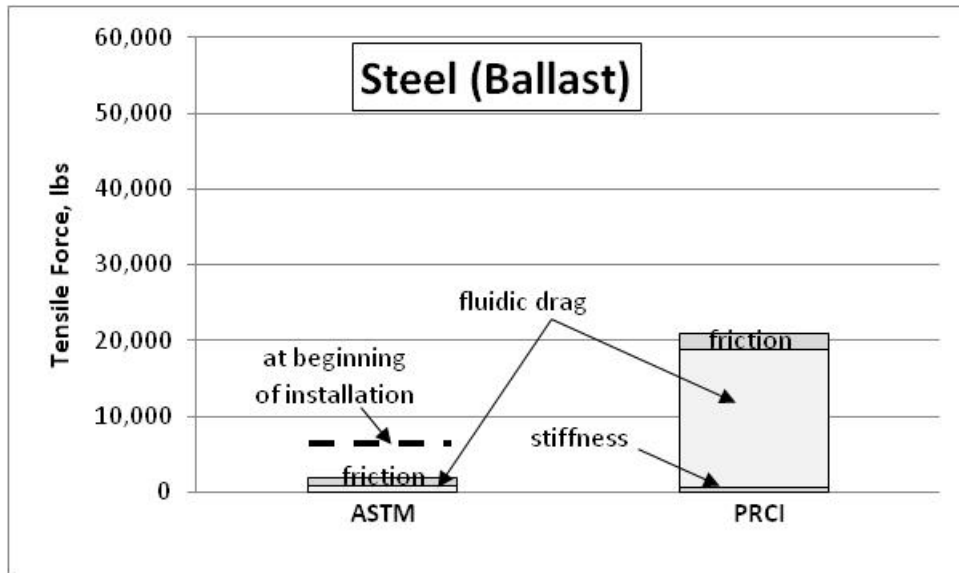 Steel (Ballast)
Tensile Force, lbs
60,000
50,000
40,000
30,000
20,000
10,000
0
fluidic drag
at beginning
of installation
friction
stiffness
friction
ASTM
PRCI